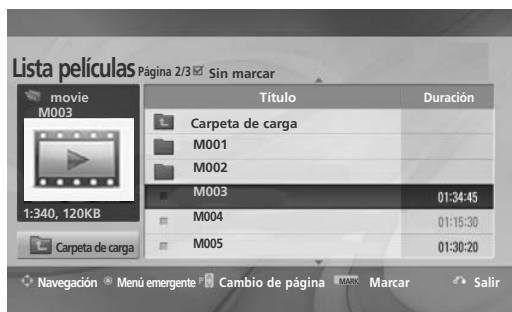 Lista películas Página 2/3 Sin marcar
movie
M003
1:340, 120KB
Carpeta de carga
Título Duración
Carpeta de carga
M001
M002
M003 01:34:45
M004 01:15:30
M005 01:30:20
Navegación Menú emergente P Cambio de página MARK Marcar Salir